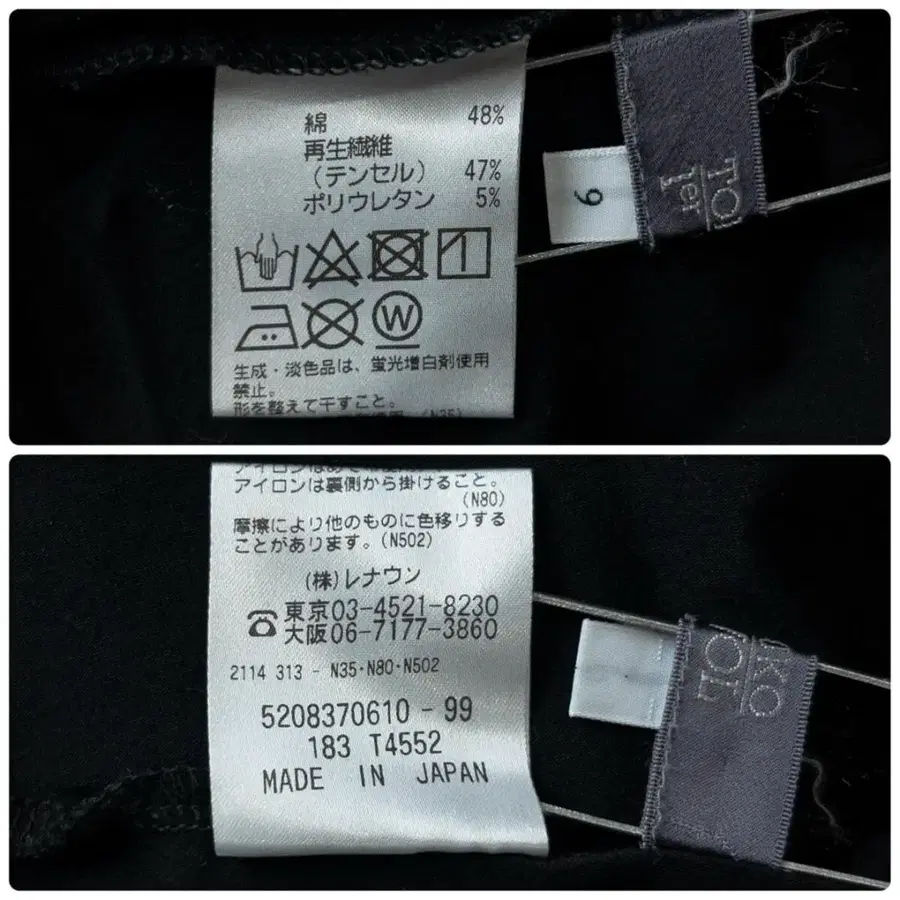 綿 48%
再生繊維
(テンセル) 47%
ポリウレタン 5%
生成・淡色品は、蛍光増白剤使用
禁止。
形を整えて干すこと。
(N35)
9
アイロンは裏側から掛けること。
(N80)
摩擦により他のものに色移りする
ことがあります。(N502)
(株)レナウン
☎東京03-4521-8230
大阪06-7177-3860
2114 313 - N35·N80·N502
5208370610 - 99
183 T4552
MADE IN JAPAN